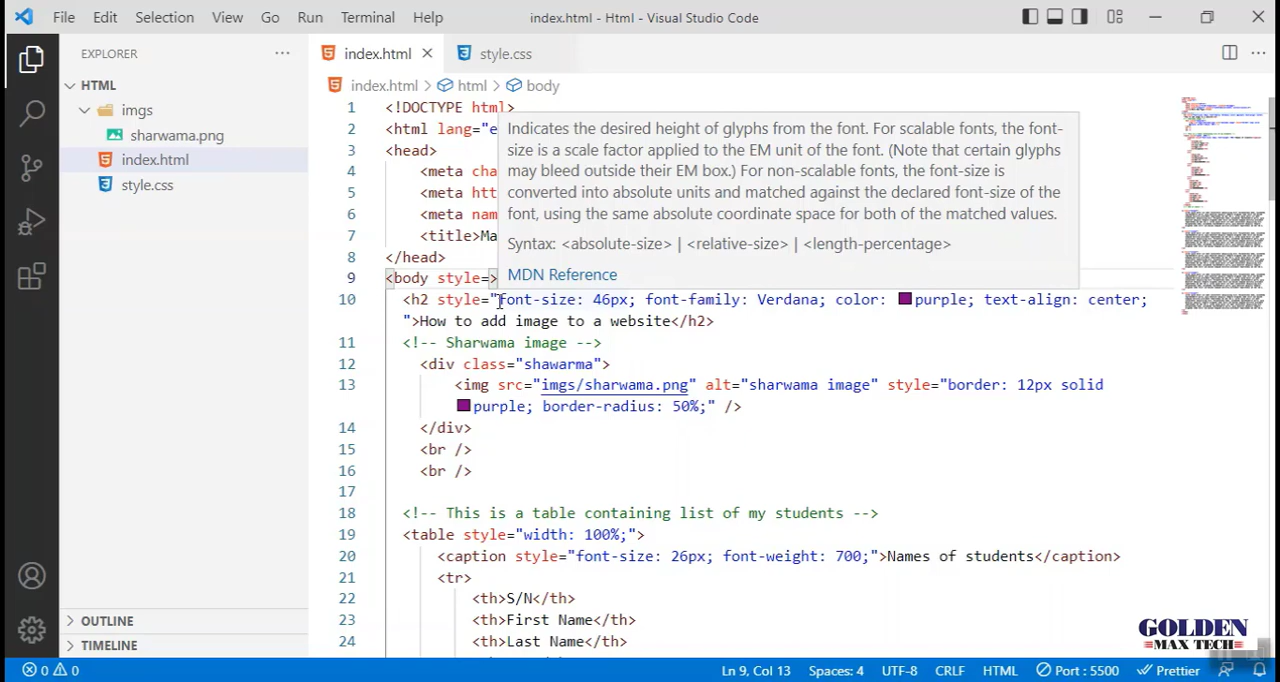 File Edit Selection View Go Run Terminal Help index.html - Html - Visual Studio Code
EXPLORER
HTML
imgs
sharwama.png
index.html
style.css
OUTLINE
TIMELINE
index.html style.css
index.html > html > body
1 <!DOCTYPE html>
2 <html lang="e
3 <head>
4 <meta cha
5 <meta htt
6 <meta nam
7 <title>Ma
8 </head>
Indicates the desired height of glyphs from the font. For scalable fonts, the font-
size is a scale factor applied to the EM unit of the font. (Note that certain glyphs
may bleed outside their EM box.) For non-scalable fonts, the font-size is
converted into absolute units and matched against the declared font-size of the
font, using the same absolute coordinate space for both of the matched values.
Syntax: <absolute-size> | <relative-size> | <length-percentage>
MDN Reference
9 <body style=>
10 <h2 style="font-size: 46px; font-family: Verdana; color: purple; text-align: center;
">How to add image to a website</h2>
11 <!-- Sharwama image -->
12 <div class="shawarma">
13 <img src="imgs/sharwama.png" alt="sharwama image" style="border: 12px solid
purple; border-radius: 50%;" />
14 </div>
15 <br />
16 <br />
17
18 <!-- This is a table containing list of my students -->
19 <table style="width: 100%;">
20 <caption style="font-size: 26px; font-weight: 700;">Names of students</caption>
21 <tr>
22 <th>S/N</th>
23 <th>First Name</th>
24 <th>Last Name</th>
GOLDEN
MAX TECH
0 0 Ln 9, Col 13 Spaces: 4 UTF-8 CRLF HTML Port : 5500 Prettier